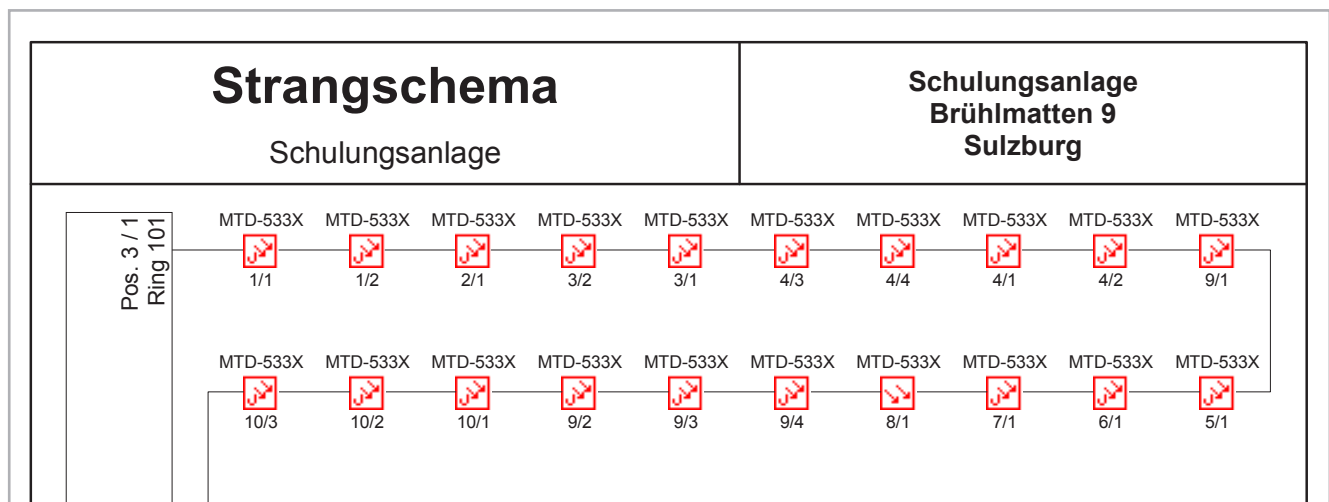 Strangschema
Schulungsanlage
Schulungsanlage
Brühlmatten 9
Sulzburg
Pos. 3 / 1
Ring 101
MTD-533X MTD-533X MTD-533X MTD-533X MTD-533X MTD-533X MTD-533X MTD-533X MTD-533X MTD-533X
1/1 1/2 2/1 3/2 3/1 4/3 4/4 4/1 4/2 9/1
MTD-533X MTD-533X MTD-533X MTD-533X MTD-533X MTD-533X MTD-533X MTD-533X MTD-533X MTD-533X
10/3 10/2 10/1 9/2 9/3 9/4 8/1 7/1 6/1 5/1